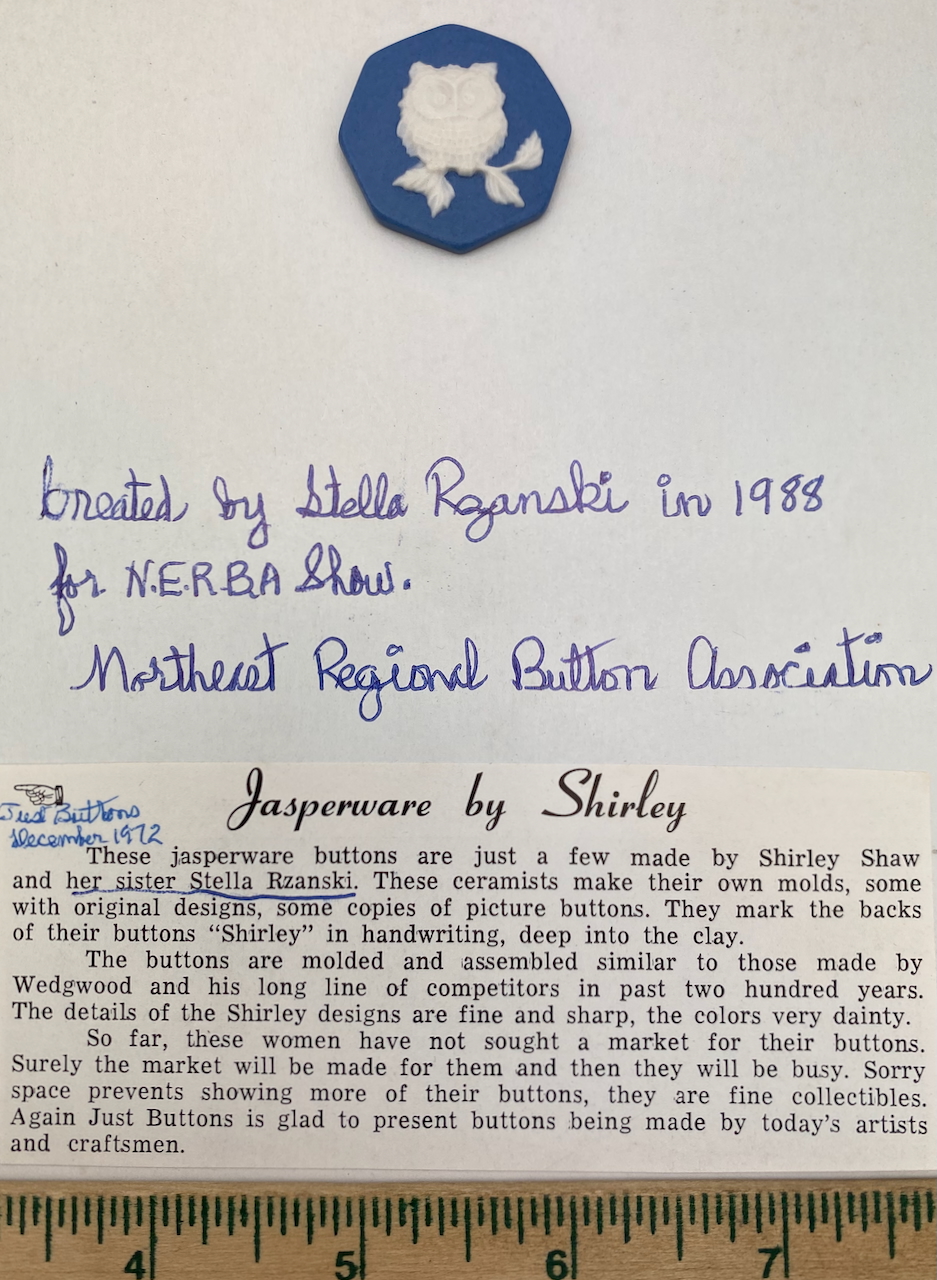 Created by Stella Rzanski in 1988
for N.E.R.B.A Show.
Northeast Regional Button Association
Just Buttons
December 1972
Jasperware by Shirley
These jasperware buttons are just a few made by Shirley Shaw
and her sister Stella Rzanski. These ceramists make their own molds, some
with original designs, some copies of picture buttons. They mark the backs
of their buttons “Shirley” in handwriting, deep into the clay.
The buttons are molded and assembled similar to those made by
Wedgwood and his long line of competitors in past two hundred years.
The details of the Shirley designs are fine and sharp, the colors very dainty.
So far, these women have not sought a market for their buttons.
Surely the market will be made for them and then they will be busy. Sorry
space prevents showing more of their buttons, they are fine collectibles.
Again Just Buttons is glad to present buttons being made by today's artists
and craftsmen.
4 5 6 7